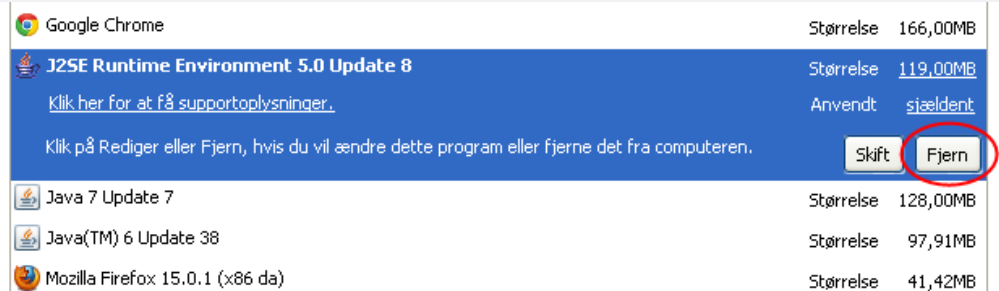 Google Chrome Størrelse 166,00MB
J2SE Runtime Environment 5.0 Update 8 Størrelse 119,00MB
Klik her for at få supportoplysninger. Anvendt sjældent
Klik på Rediger eller Fjern, hvis du vil ændre dette program eller fjerne det fra computeren. Skift Fjern
Java 7 Update 7 Størrelse 128,00MB
Java(TM) 6 Update 38 Størrelse 97,91MB
Mozilla Firefox 15.0.1 (x86 da) Størrelse 41,42MB